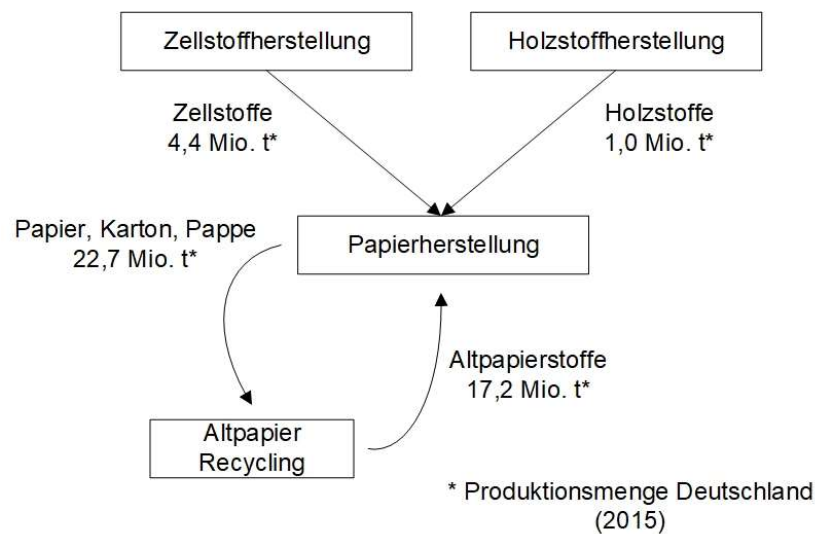 Zellstoffherstellung
Holzstoffherstellung
Zellstoffe
4,4 Mio. t*
Holzstoffe
1,0 Mio. t*
Papier, Karton, Pappe
22,7 Mio. t*
Papierherstellung
Altpapierstoffe
17,2 Mio. t*
Altpapier
Recycling
* Produktionsmenge Deutschland
(2015)